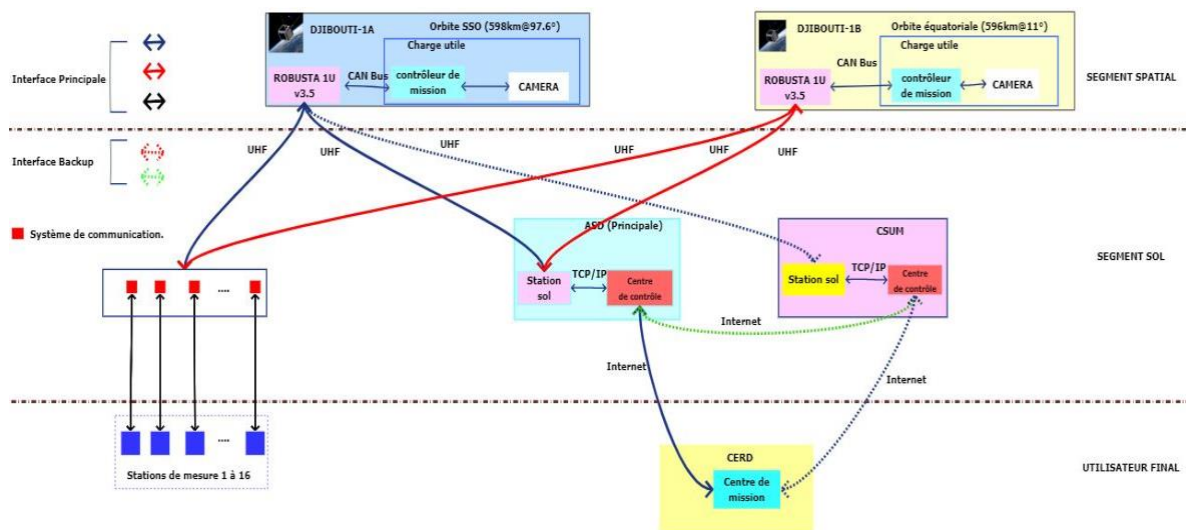 DJIBOUTI-1A
Orbite SSO (598km@97.6°)
Charge utile
ROBUSTA 1U
v3.5
CAN Bus
contrôleur de
mission
CAMERA
DJIBOUTI-1B
Orbite équatoriale (596km@11°)
Charge utile
CAN Bus
ROBUSTA 1U
v3.5
contrôleur
de mission
CAMERA
SEGMENT SPATIAL
Interface Principale
Interface Backup
UHF
UHF
UHF
UHF
UHF
UHF
Système de communication.
ASD (Principale)
Station
sol
TCP/IP
Centre
de contrôle
CSUM
Station sol
TCP/IP
Centre
de contrôle
SEGMENT SOL
....
Internet
Internet
Internet
....
Stations de mesure 1 à 16
CERD
Centre de
mission
UTILISATEUR FINAL